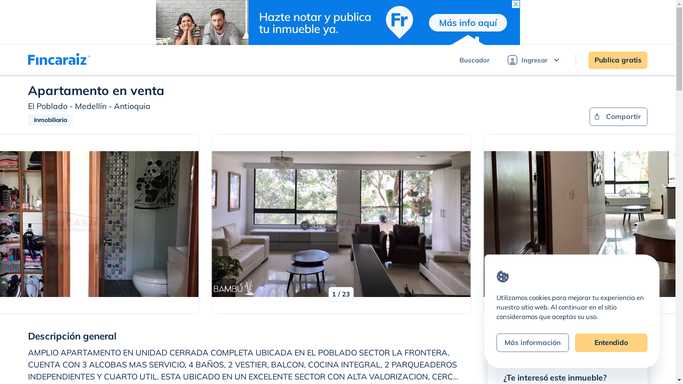 Hazte notar y publica
tu inmueble ya.
Fr
Más info aquí
Fincaraiz
Buscador
Ingresar
Publica gratis
Apartamento en venta
El Poblado - Medellín - Antioquia
Inmobiliaria
Compartir
BAMBÚ
1 / 23
Utilizamos cookies para mejorar tu experiencia en
nuestro sitio web. Al continuar en el sitio
consideramos que aceptas su uso.
Más información
Entendido
Descripción general
AMPLIO APARTAMENTO EN UNIDAD CERRADA COMPLETA UBICADA EN EL POBLADO SECTOR LA FRONTERA,
CUENTA CON 3 ALCOBAS MAS SERVICIO, 4 BAÑOS, 2 VESTIER, BALCON, COCINA INTEGRAL, 2 PARQUEADEROS
INDEPENDIENTES Y CUARTO UTIL. ESTA UBICADO EN UN EXCELENTE SECTOR CON ALTA VALORIZACION, CERC...
¿Te interesó este inmueble?